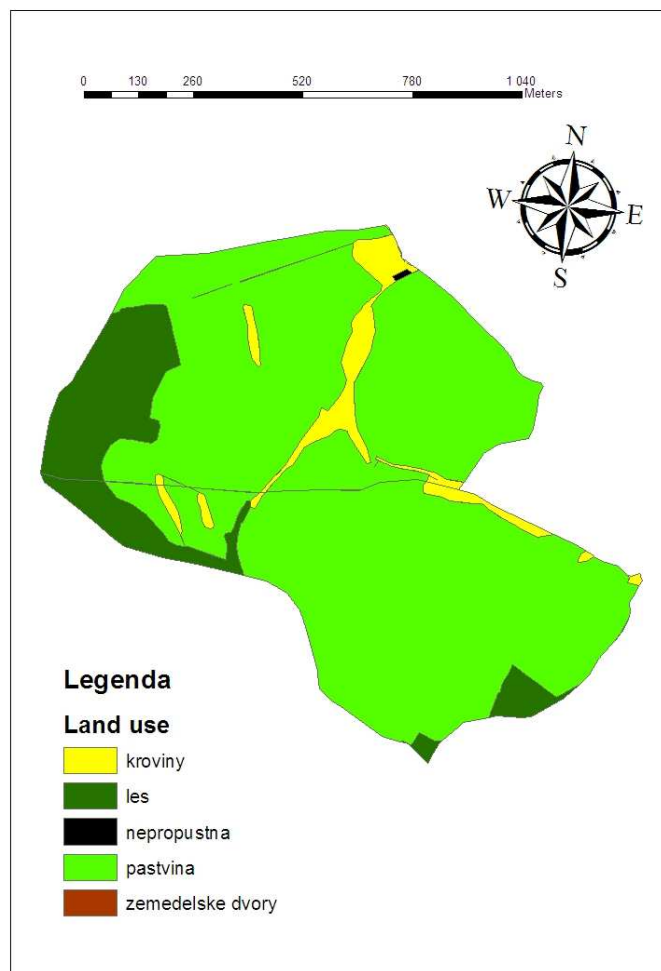 0 130 260 520 780 1 040
Meters
N
W E
S
Legenda
Land use
kroviny
les
nepropustna
pastvina
zemedelske dvory